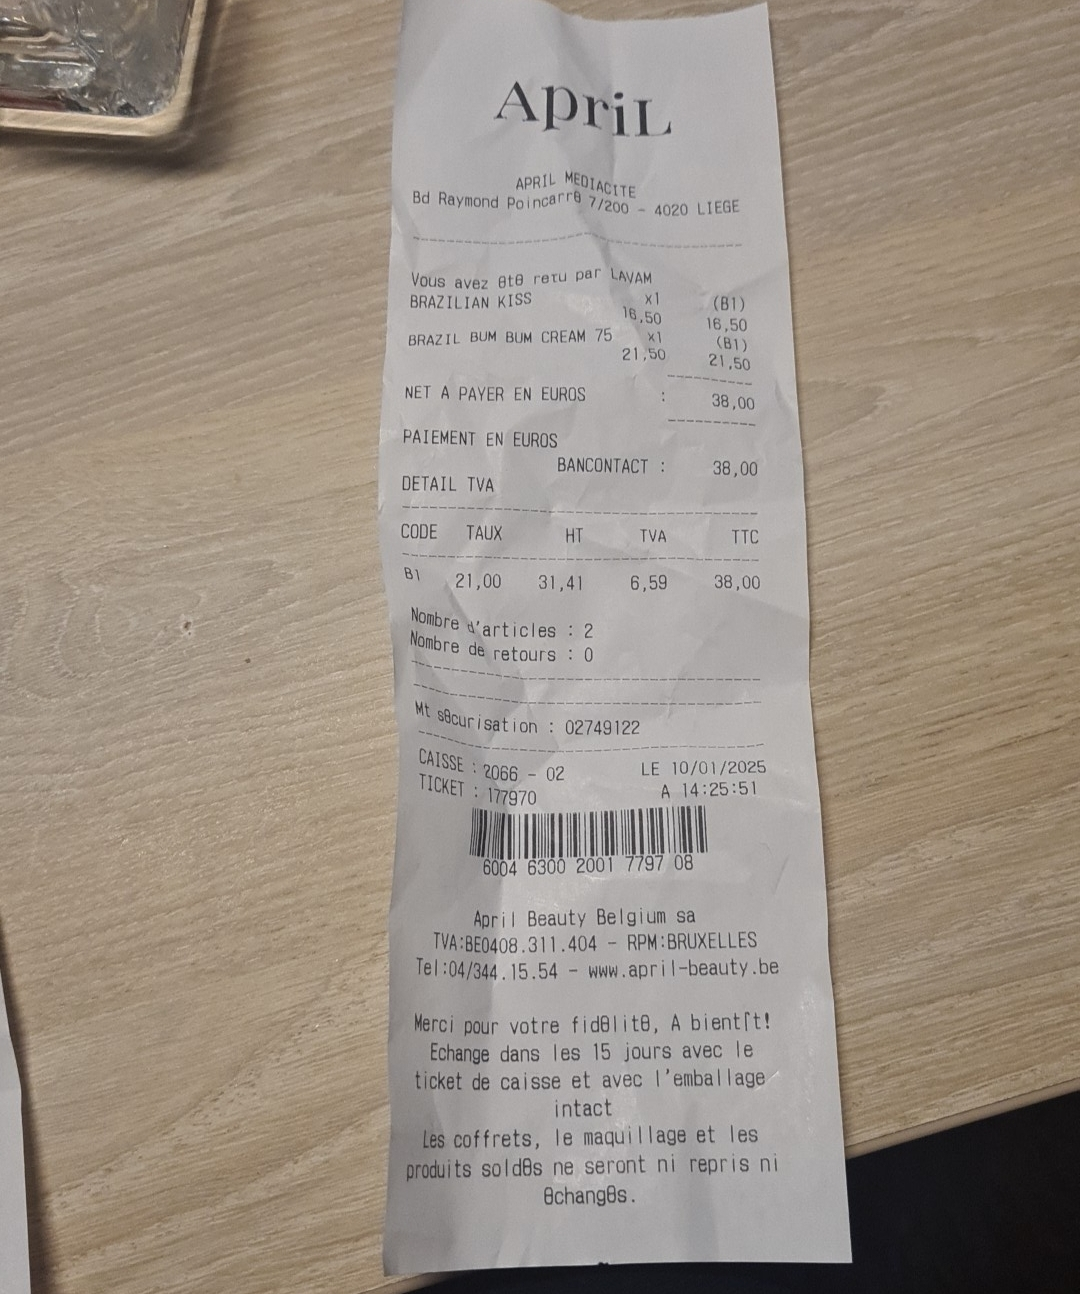 ApriL
APRIL MEDIACITE
Bd Raymond Poincarrθ 7/200 - 4020 LIEGE
Vous avez θtθ reτu par LAVAM
BRAZILIAN KISS x1 (B1)
16,50 16,50
BRAZIL BUM BUM CREAM 75 x1 (B1)
21,50 21,50
NET A PAYER EN EUROS : 38,00
PAIEMENT EN EUROS
BANCONTACT : 38,00
DETAIL TVA
CODE TAUX HT TVA TTC
B1 21,00 31,41 6,59 38,00
Nombre d'articles : 2
Nombre de retours : 0
Mt sθcurisation : 02749122
CAISSE : 2066 - 02 LE 10/01/2025
TICKET : 177970 A 14:25:51
6004 6300 2001 7797 08
April Beauty Belgium sa
TVA:BE0408.311.404 - RPM:BRUXELLES
Tel:04/344.15.54 - www.april-beauty.be
Merci pour votre fidθlitθ, A bient⌠t!
Echange dans les 15 jours avec le
ticket de caisse et avec l'emballage
intact
Les coffrets, le maquillage et les
produits soldθs ne seront ni repris ni
θchangθs.